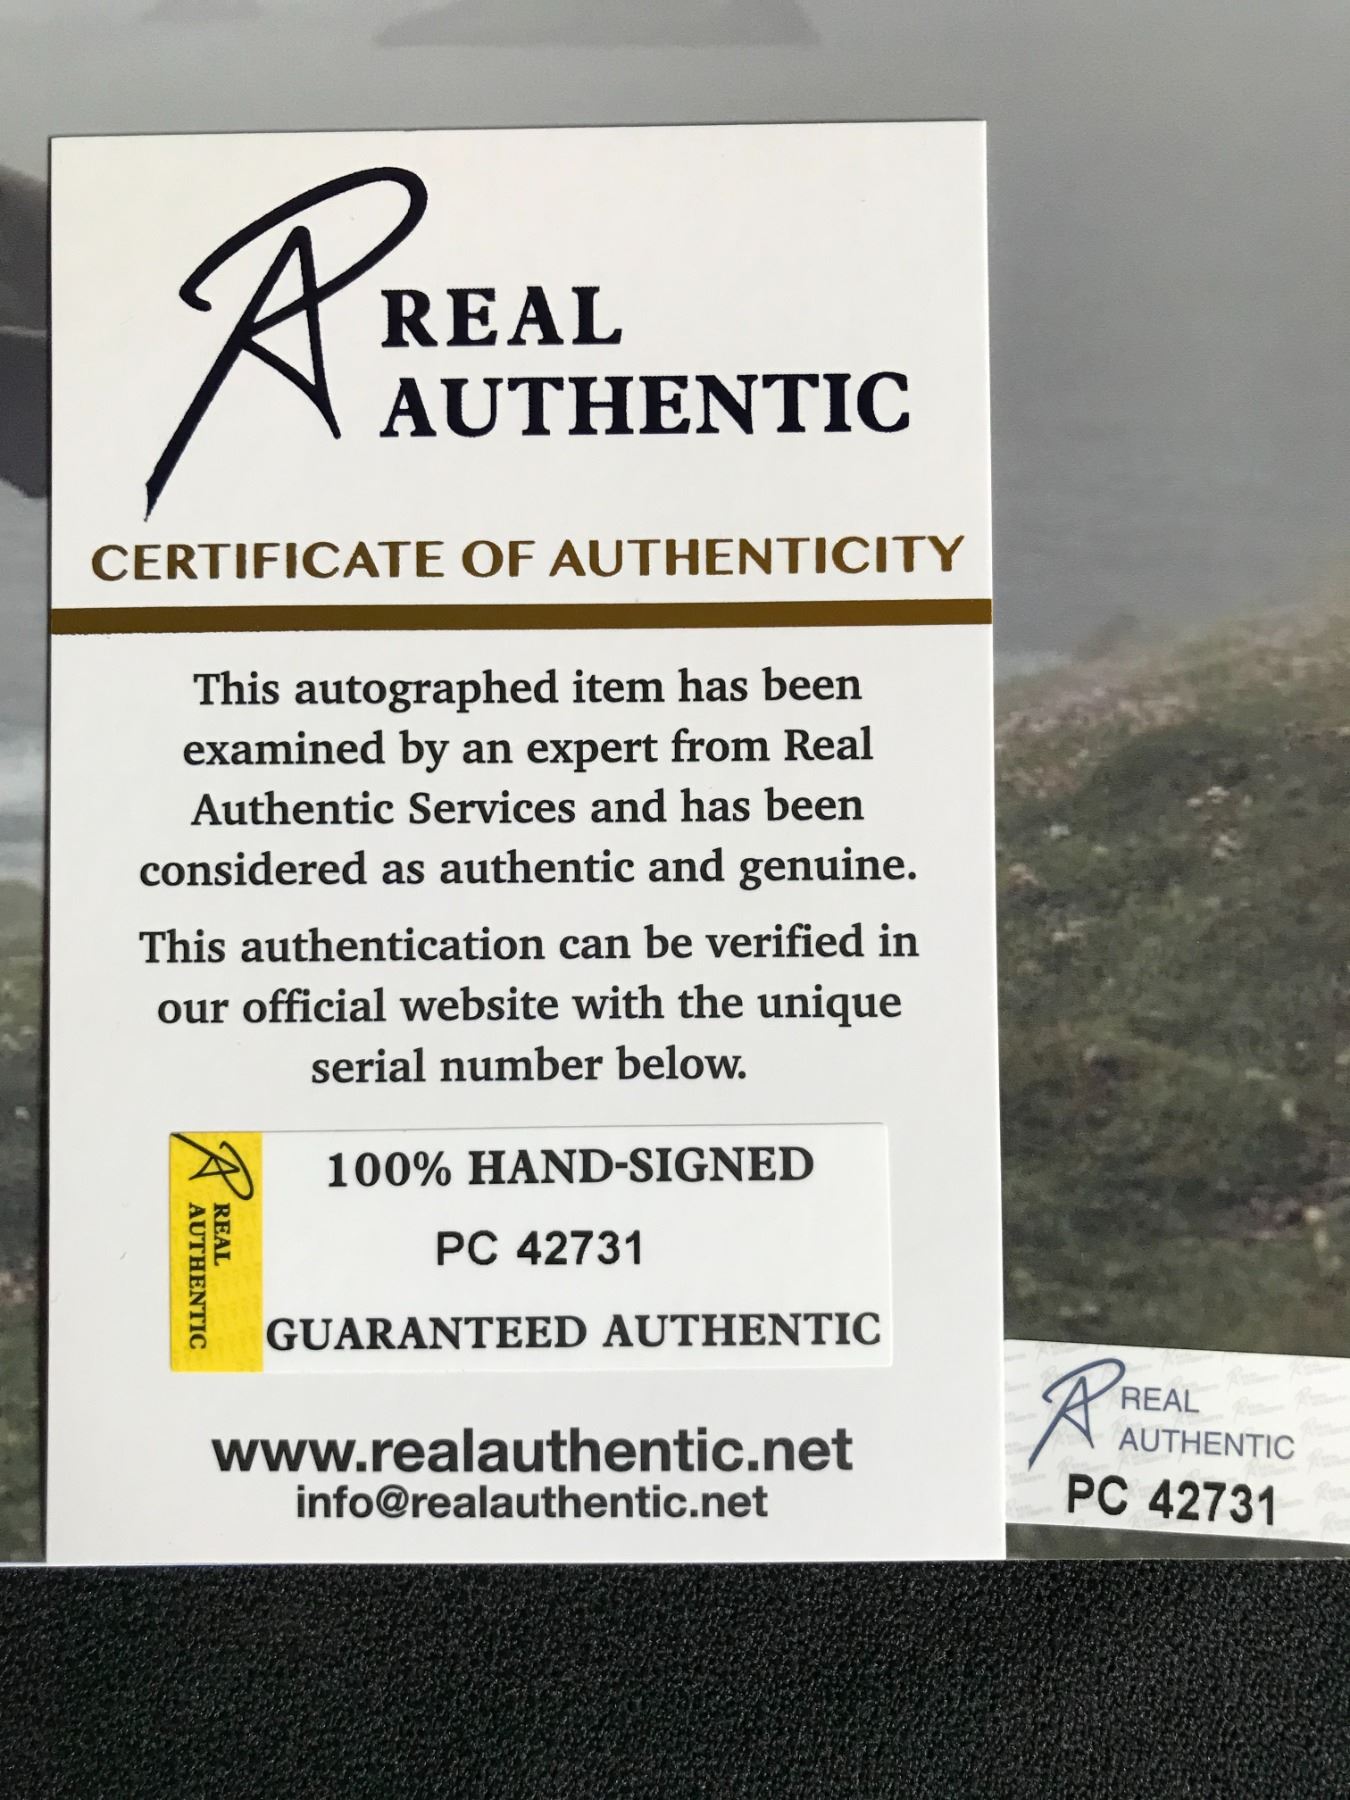 REAL
AUTHENTIC
CERTIFICATE OF AUTHENTICITY
This autographed item has been
examined by an expert from Real
Authentic Services and has been
considered as authentic and genuine.
This authentication can be verified in
our official website with the unique
serial number below.
REAL
AUTHENTIC
100% HAND-SIGNED
PC 42731
GUARANTEED AUTHENTIC
www.realauthentic.net
info@realauthentic.net
REAL
AUTHENTIC
PC 42731